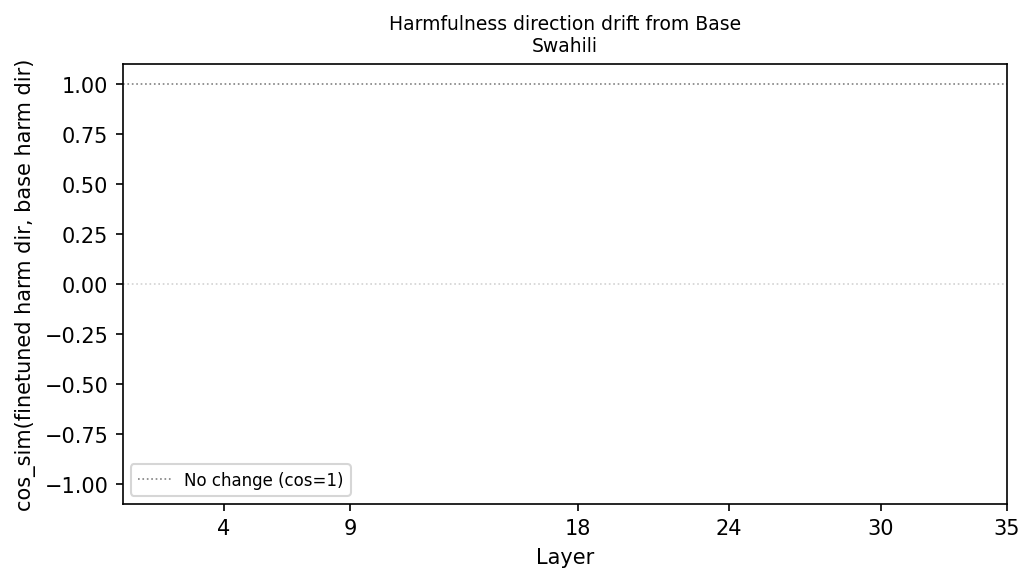 Harmfulness direction drift from Base
Swahili
cos_sim(finetuned harm dir, base harm dir)
1.00
0.75
0.50
0.25
0.00
−0.25
−0.50
−0.75
−1.00
No change (cos=1)
4 9 18 24 30 35
Layer